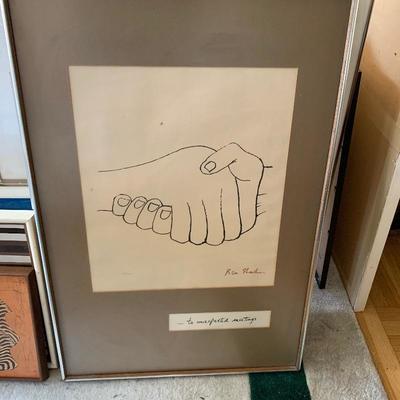 Ben Shahn
... to unexpected meetings